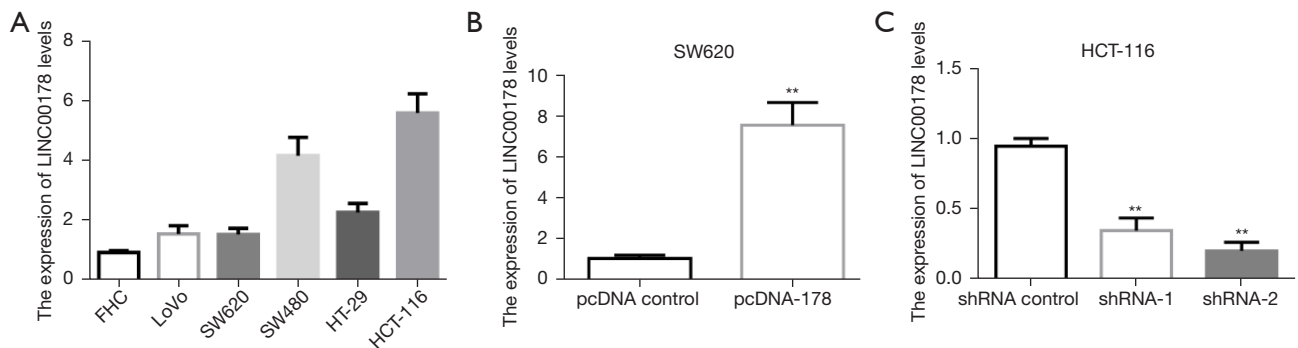 A
The expression of LINC00178 levels
8
6
4
2
0
FHC
LoVo
SW620
SW480
HT-29
HCT-116
B
SW620
The expression of LINC00178 levels
10
8
6
4
2
0
**
pcDNA control
pcDNA-178
C
HCT-116
The expression of LINC00178 levels
1.5
1.0
0.5
0.0
**
**
shRNA control
shRNA-1
shRNA-2